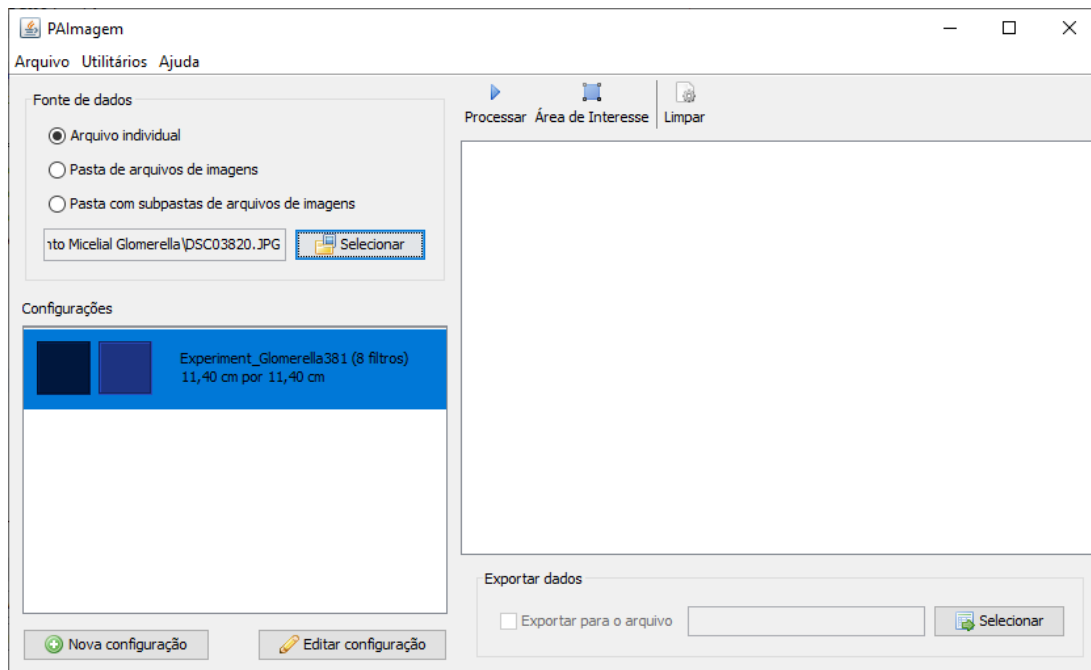 PAImagem
Arquivo Utilitários Ajuda
Fonte de dados
Arquivo individual
Pasta de arquivos de imagens
Pasta com subpastas de arquivos de imagens
nto Micelial Glomerella\DSC03820.JPG
Selecionar
Configurações
Experiment_Glomerella381 (8 filtros)
11,40 cm por 11,40 cm
Nova configuração
Editar configuração
Processar
Área de Interesse
Limpar
Exportar dados
Exportar para o arquivo
Selecionar